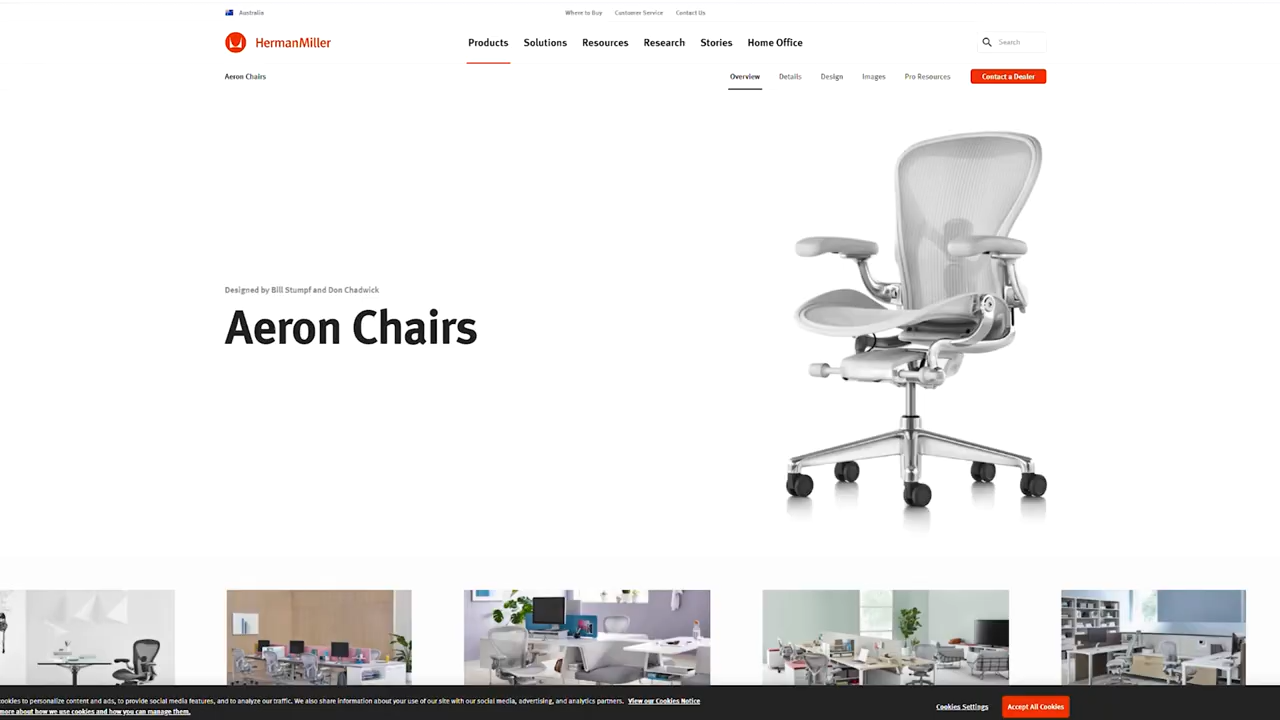 Australia
Where to Buy Customer Service Contact Us
HermanMiller
Products Solutions Resources Research Stories Home Office
Search
Aeron Chairs
Overview Details Design Images Pro Resources Contact a Dealer
Designed by Bill Stumpf and Don Chadwick
Aeron Chairs
ookies to personalize content and ads, to provide social media features, and to analyze our traffic. We also share information about your use of our site with our social media, advertising, and analytics partners. View our Cookies Notice
more about how we use cookies and how you can manage them.
Cookies Settings
Accept All Cookies